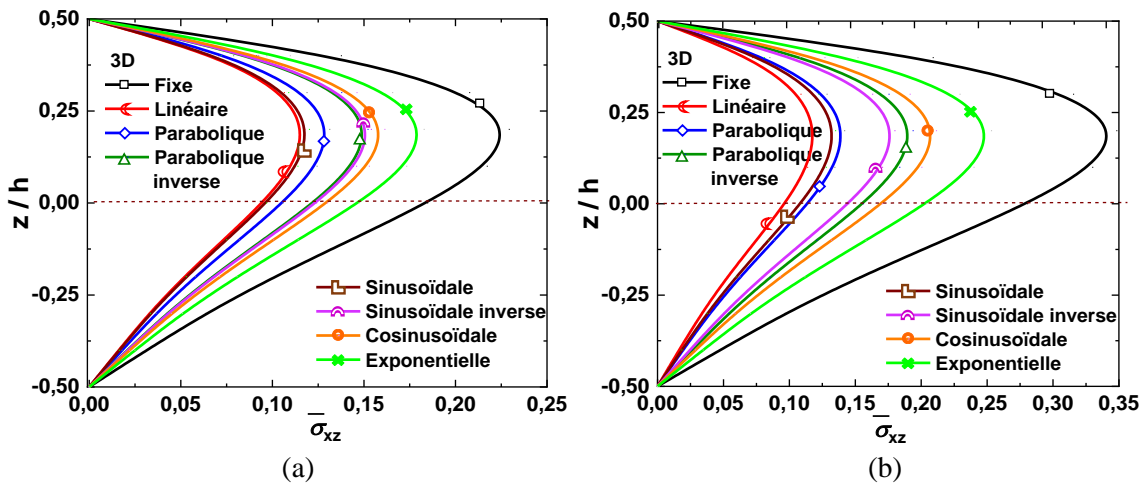 0,50
0,25
0,00
-0,25
-0,50
z / h
3D
Fixe
Linéaire
Parabolique
Parabolique
inverse
Sinusoïdale
Sinusoïdale inverse
Cosinusoïdale
Exponentielle
0,00 0,05 0,10 0,15 0,20 0,25
σ̅xz
(a)
0,50
0,25
0,00
-0,25
-0,50
z / h
3D
Fixe
Linéaire
Parabolique
Parabolique
inverse
Sinusoïdale
Sinusoïdale inverse
Cosinusoïdale
Exponentielle
0,00 0,05 0,10 0,15 0,20 0,25 0,30 0,35
σ̅xz
(b)